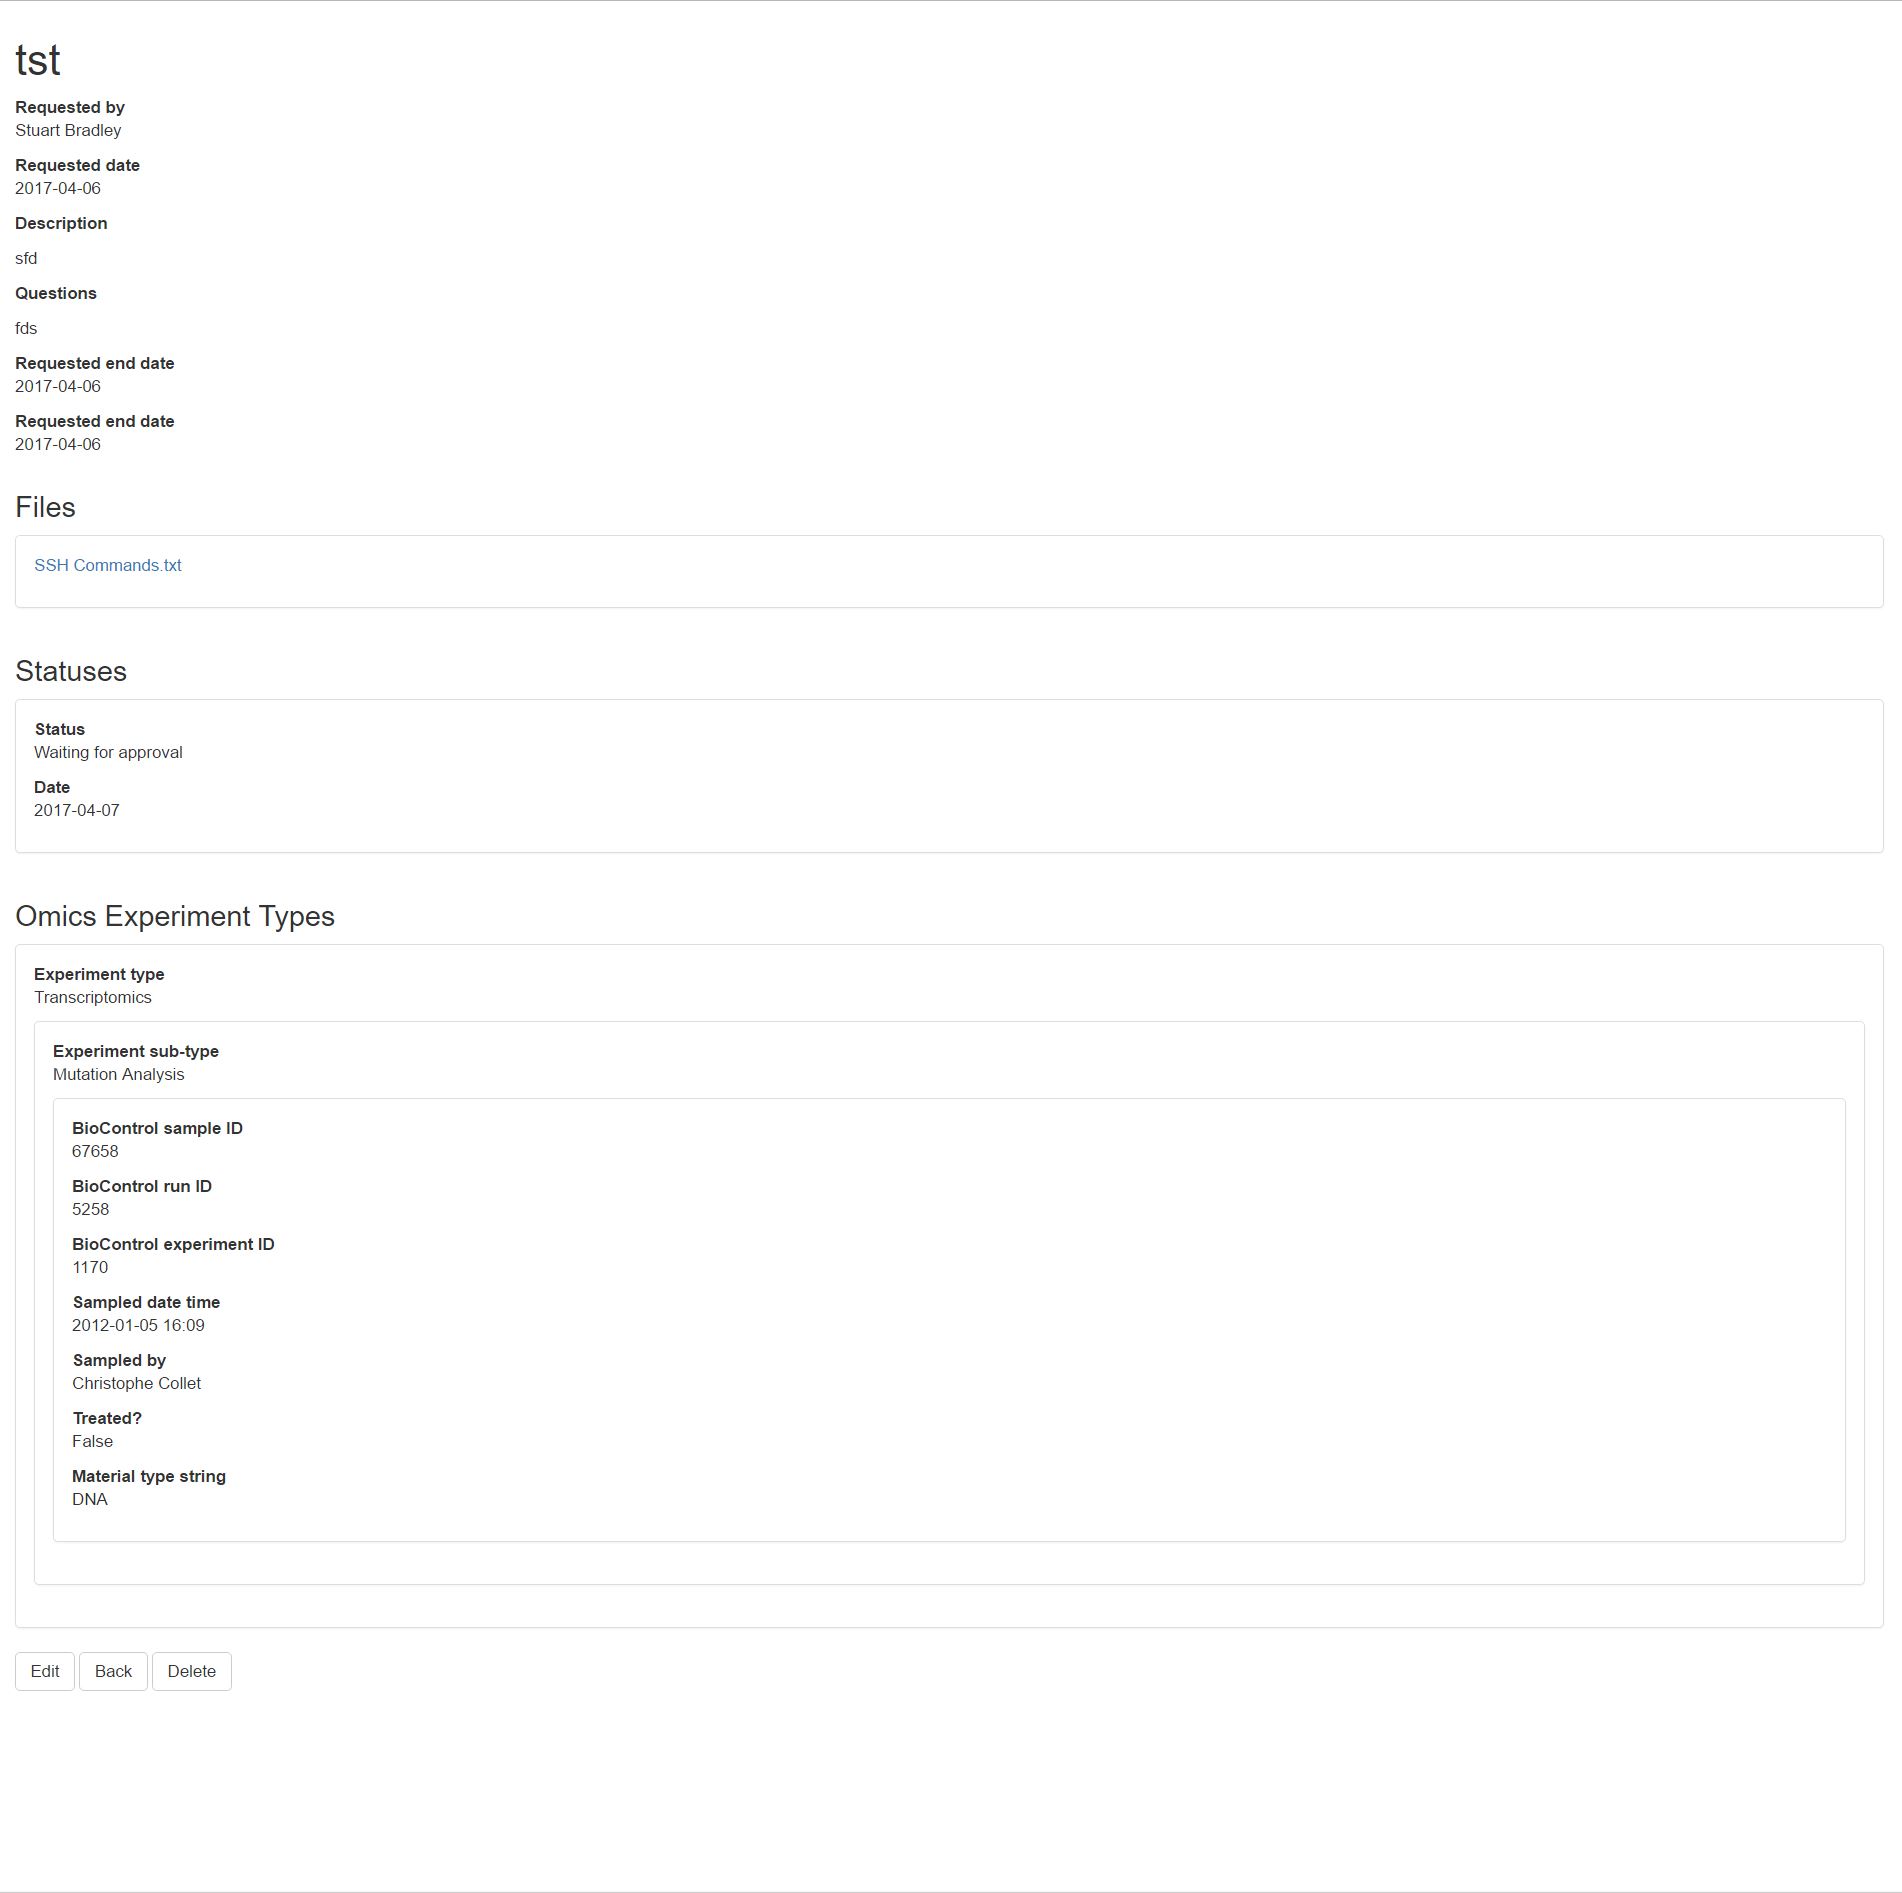 tst
Requested by
Stuart Bradley
Requested date
2017-04-06
Description
sfd
Questions
fds
Requested end date
2017-04-06
Requested end date
2017-04-06
Files
SSH Commands.txt
Statuses
Status
Waiting for approval
Date
2017-04-07
Omics Experiment Types
Experiment type
Transcriptomics
Experiment sub-type
Mutation Analysis
BioControl sample ID
67658
BioControl run ID
5258
BioControl experiment ID
1170
Sampled date time
2012-01-05 16:09
Sampled by
Christophe Collet
Treated?
False
Material type string
DNA
Edit Back Delete